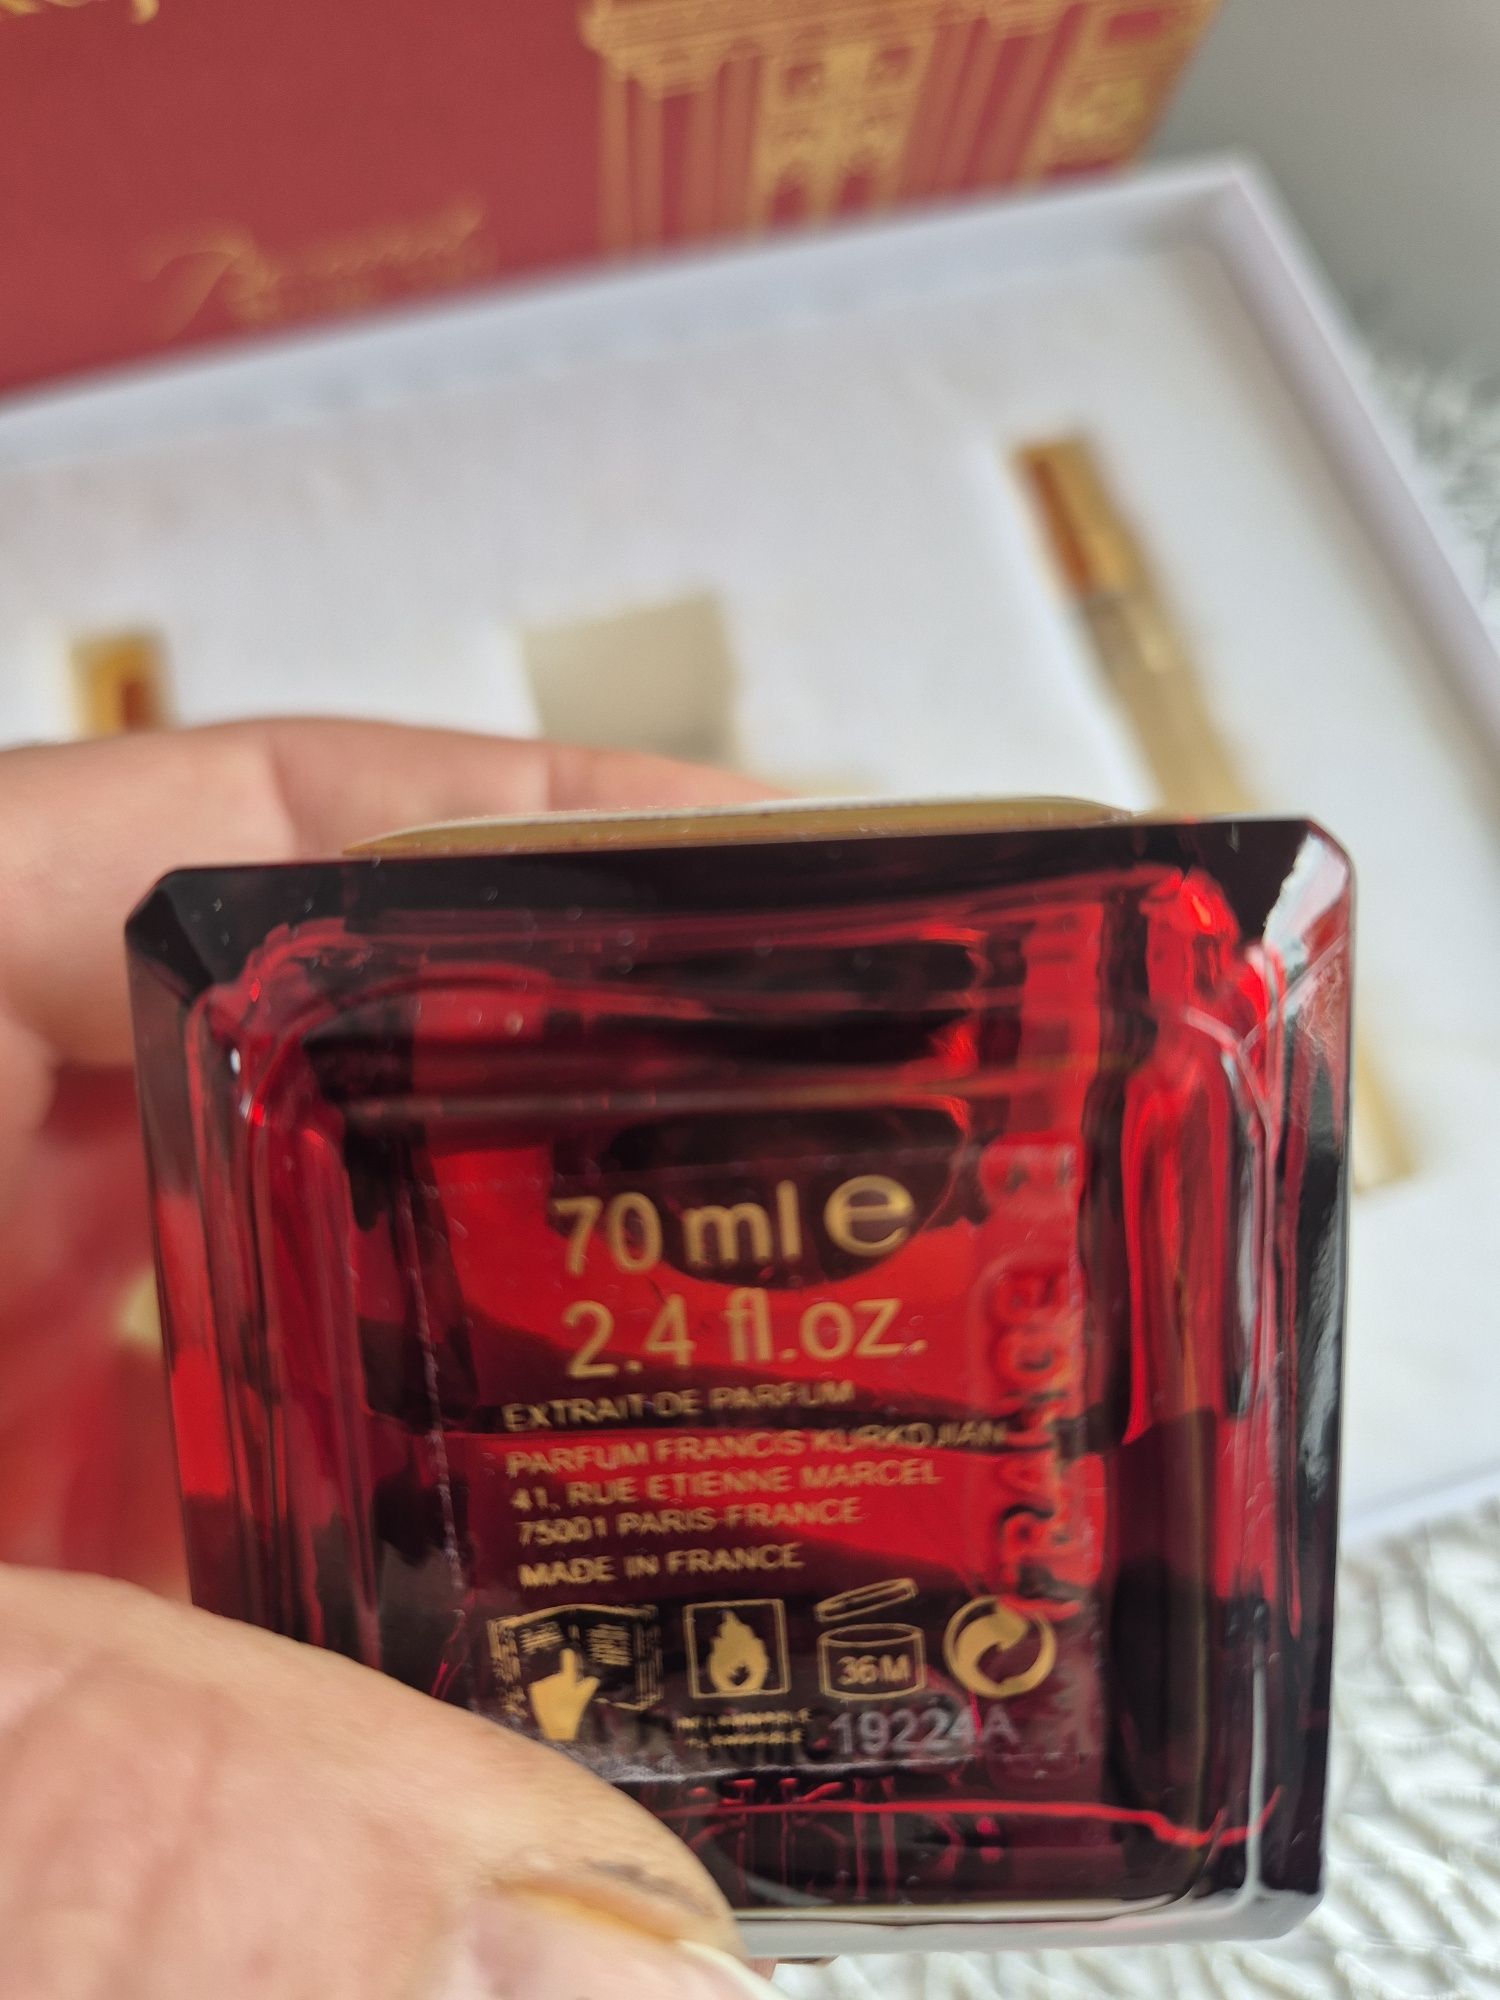 70 ml e
2.4 fl.oz.
EXTRAIT DE PARFUM
PARFUM FRANCIS KURKDJIAN
41, RUE ETIENNE MARCEL
75001 PARIS-FRANCE
MADE IN FRANCE
36M
19224A
FRANCE